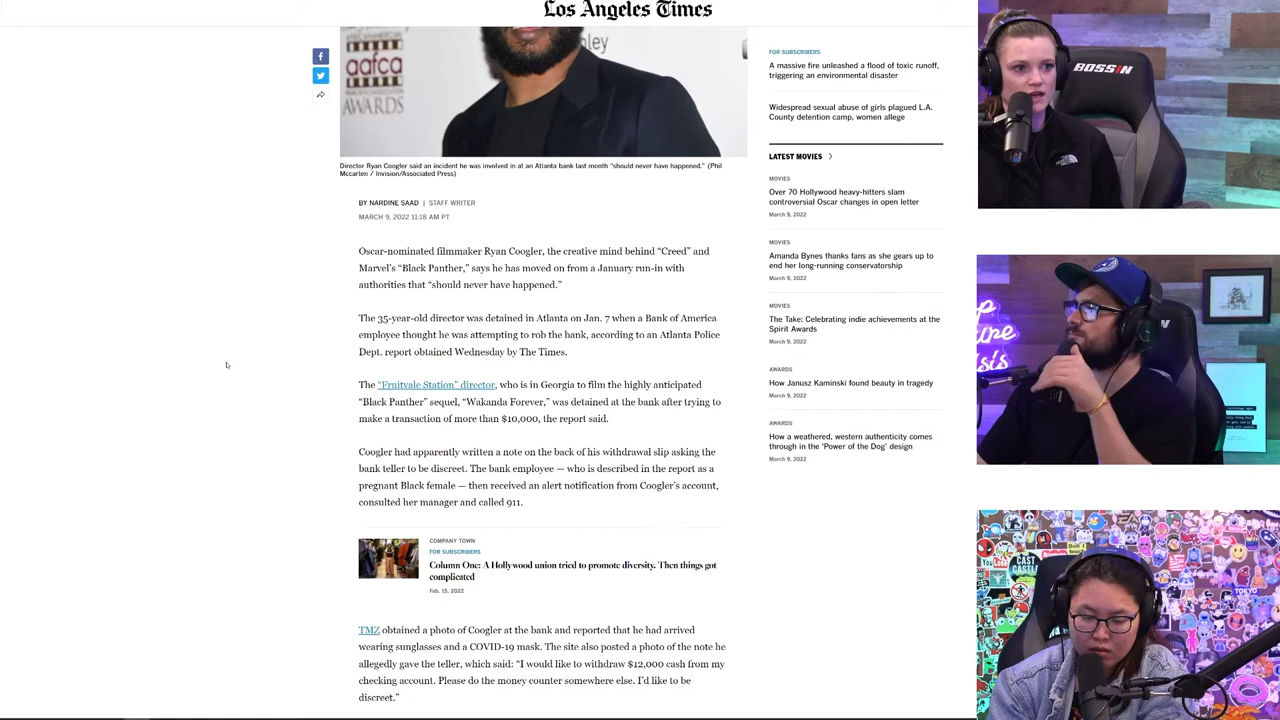 Los Angeles Times
aafca
AWARDS
nley
Director Ryan Coogler said an incident he was involved in at an Atlanta bank last month “should never have happened.” (Phil
Mccarten / Invision/Associated Press)
BY NARDINE SAAD | STAFF WRITER
MARCH 9, 2022 11:18 AM PT
Oscar-nominated filmmaker Ryan Coogler, the creative mind behind “Creed” and
Marvel’s “Black Panther,” says he has moved on from a January run-in with
authorities that “should never have happened.”
The 35-year-old director was detained in Atlanta on Jan. 7 when a Bank of America
employee thought he was attempting to rob the bank, according to an Atlanta Police
Dept. report obtained Wednesday by The Times.
The “Fruitvale Station” director, who is in Georgia to film the highly anticipated
“Black Panther” sequel, “Wakanda Forever,” was detained at the bank after trying to
make a transaction of more than $10,000, the report said.
Coogler had apparently written a note on the back of his withdrawal slip asking the
bank teller to be discreet. The bank employee — who is described in the report as a
pregnant Black female — then received an alert notification from Coogler’s account,
consulted her manager and called 911.
COMPANY TOWN
FOR SUBSCRIBERS
Column One: A Hollywood union tried to promote diversity. Then things got
complicated
Feb. 15, 2022
TMZ obtained a photo of Coogler at the bank and reported that he had arrived
wearing sunglasses and a COVID-19 mask. The site also posted a photo of the note he
allegedly gave the teller, which said: “I would like to withdraw $12,000 cash from my
checking account. Please do the money counter somewhere else. I’d like to be
discreet.”
FOR SUBSCRIBERS
A massive fire unleashed a flood of toxic runoff,
triggering an environmental disaster
Widespread sexual abuse of girls plagued L.A.
County detention camp, women allege
LATEST MOVIES
MOVIES
Over 70 Hollywood heavy-hitters slam
controversial Oscar changes in open letter
March 9, 2022
MOVIES
Amanda Bynes thanks fans as she gears up to
end her long-running conservatorship
March 9, 2022
MOVIES
The Take: Celebrating indie achievements at the
Spirit Awards
March 9, 2022
AWARDS
How Janusz Kaminski found beauty in tragedy
March 9, 2022
AWARDS
How a weathered, western authenticity comes
through in the ‘Power of the Dog’ design
March 9, 2022
BOSSIN
CAST
CASTLE